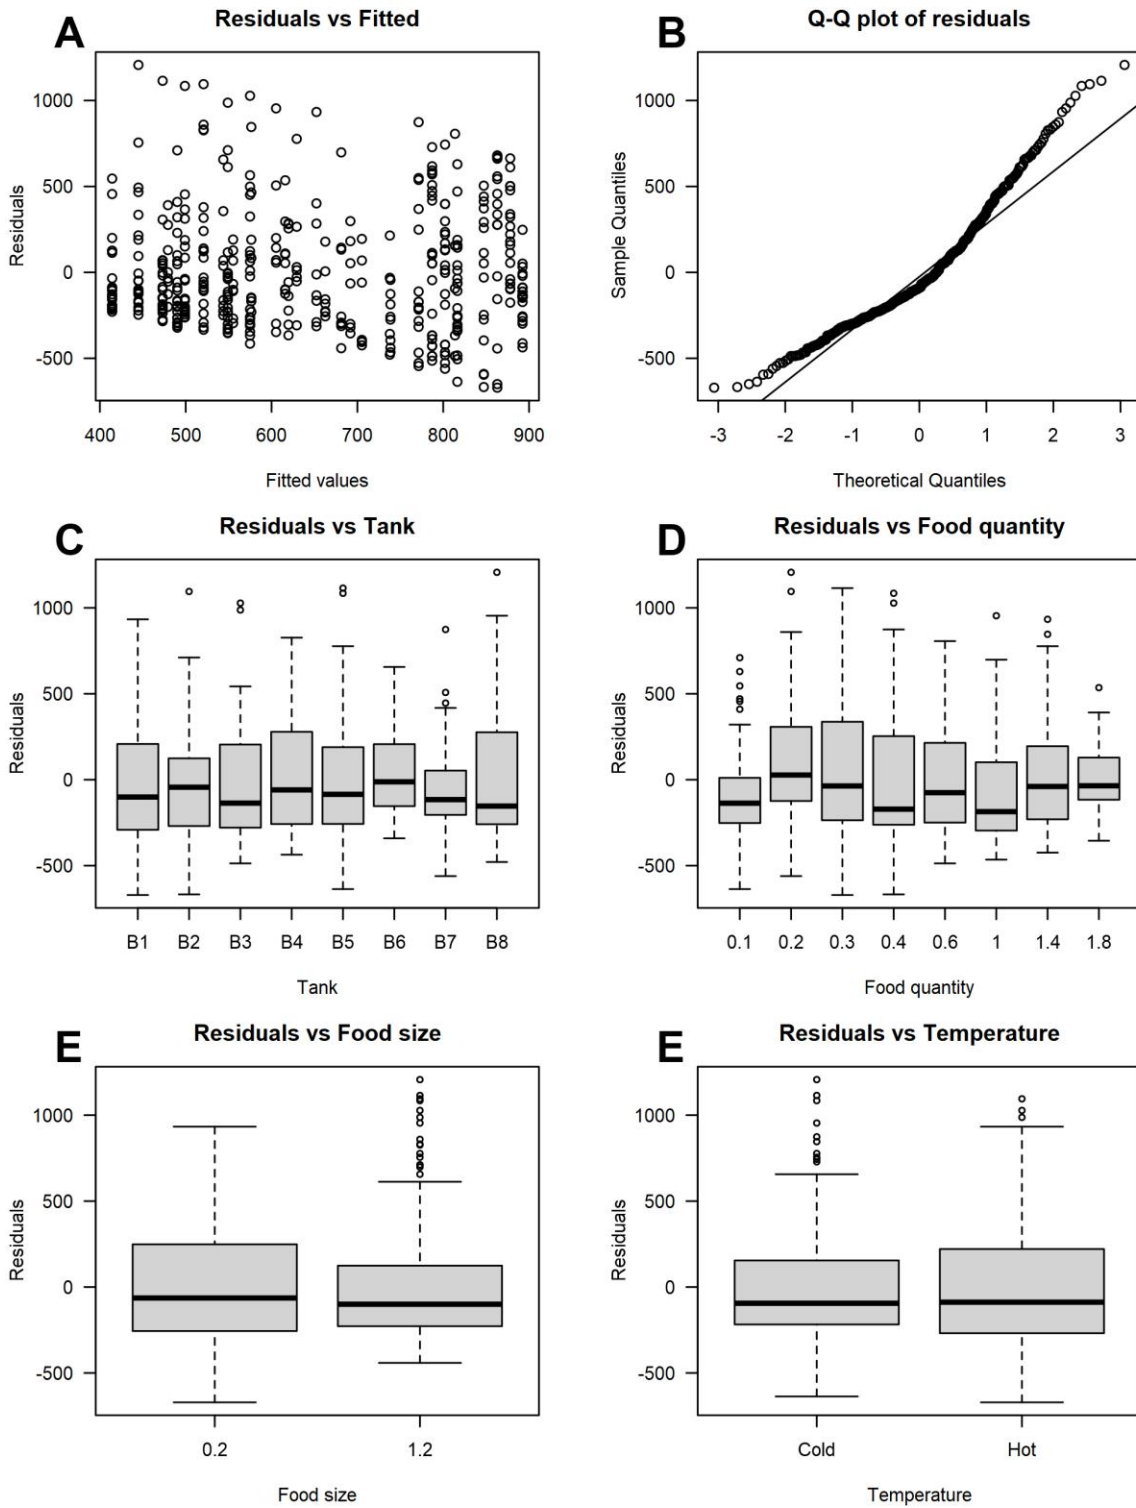 A
Residuals vs Fitted
Residuals
1000
500
0
-500
400 500 600 700 800 900
Fitted values
B
Q-Q plot of residuals
Sample Quantiles
1000
500
0
-500
-3 -2 -1 0 1 2 3
Theoretical Quantiles
C
Residuals vs Tank
Residuals
1000
500
0
-500
B1 B2 B3 B4 B5 B6 B7 B8
Tank
D
Residuals vs Food quantity
Residuals
1000
500
0
-500
0.1 0.2 0.3 0.4 0.6 1 1.4 1.8
Food quantity
E
Residuals vs Food size
Residuals
1000
500
0
-500
0.2 1.2
Food size
E
Residuals vs Temperature
Residuals
1000
500
0
-500
Cold Hot
Temperature